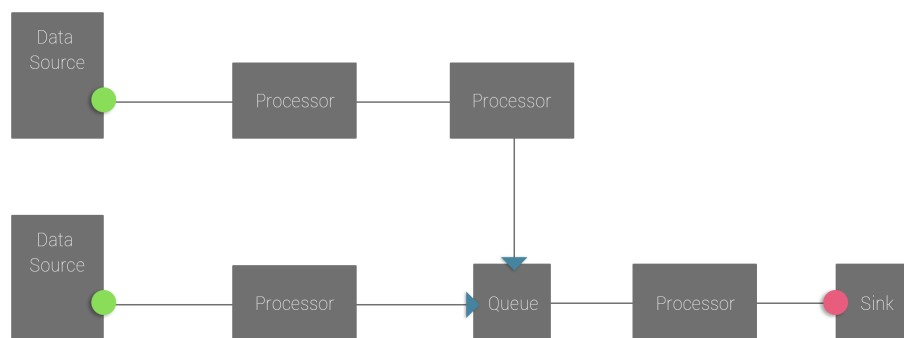 Data
Source
Processor
Processor
Data
Source
Processor
Queue
Processor
Sink